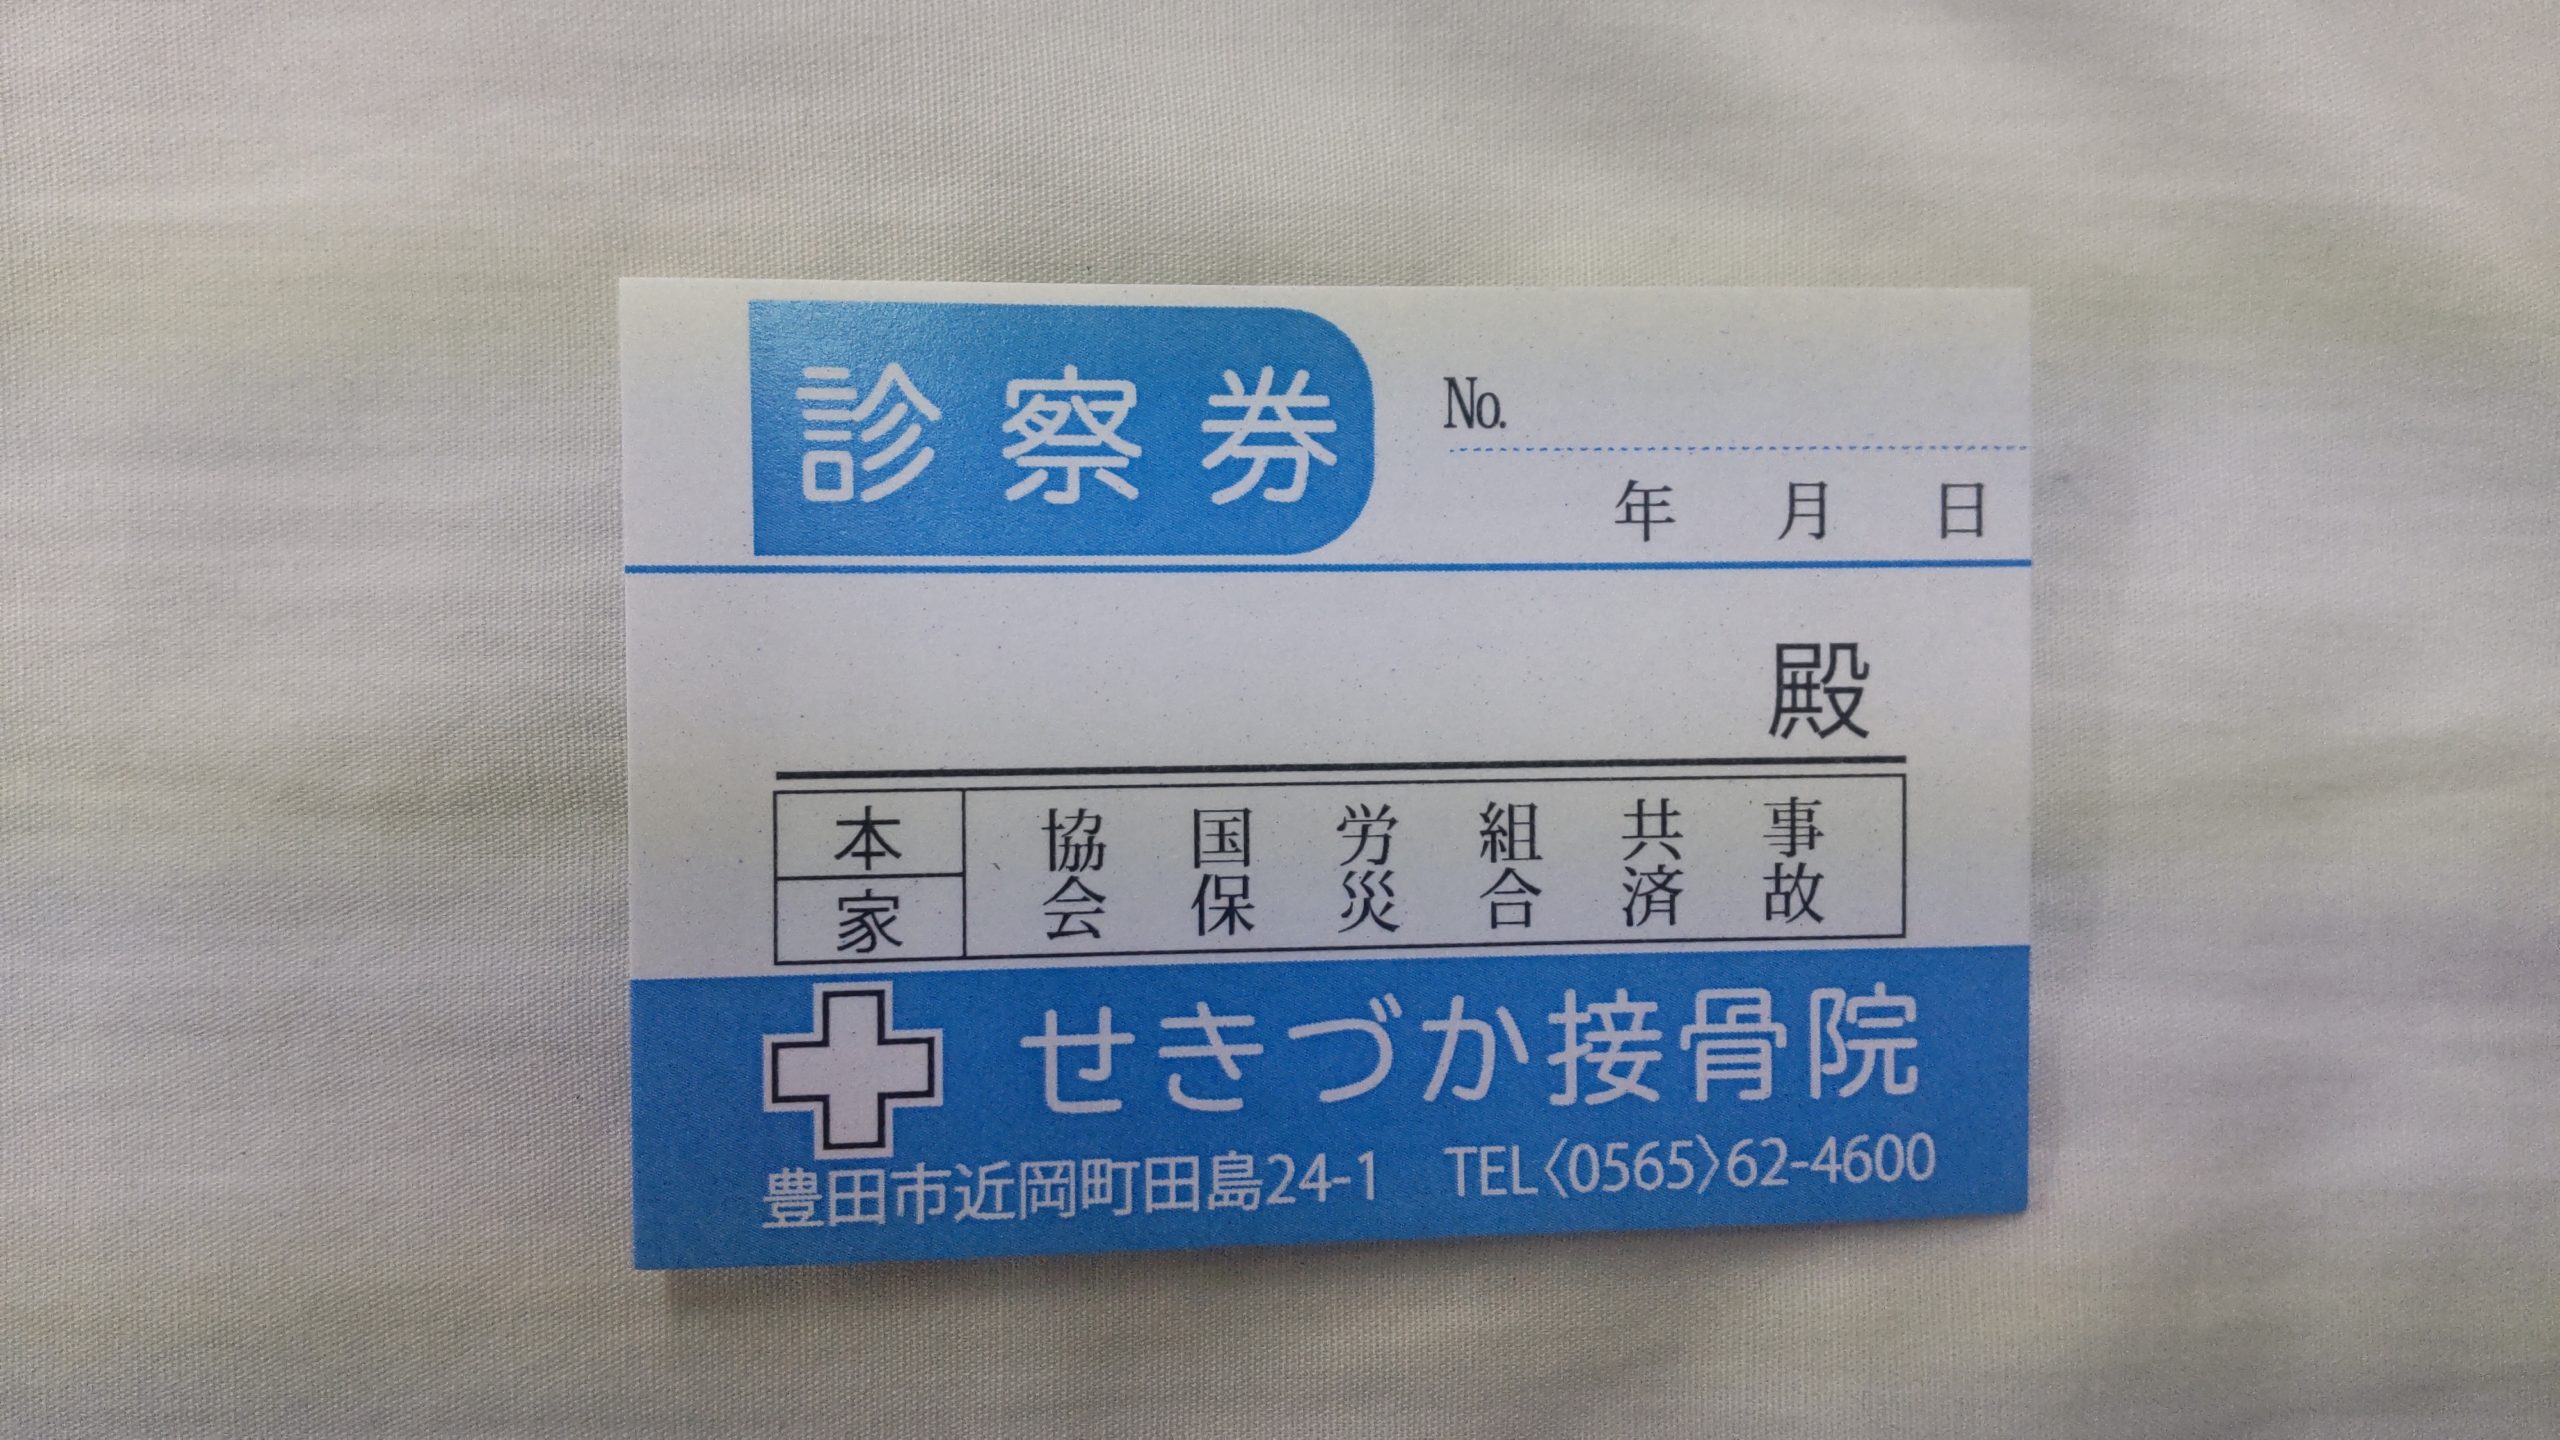 診察券
No.
年 月 日
殿
本 家
協会 国保 労災 組合 共済 事故
せきづか接骨院
豊田市近岡町田島24-1 TEL〈0565〉62-4600